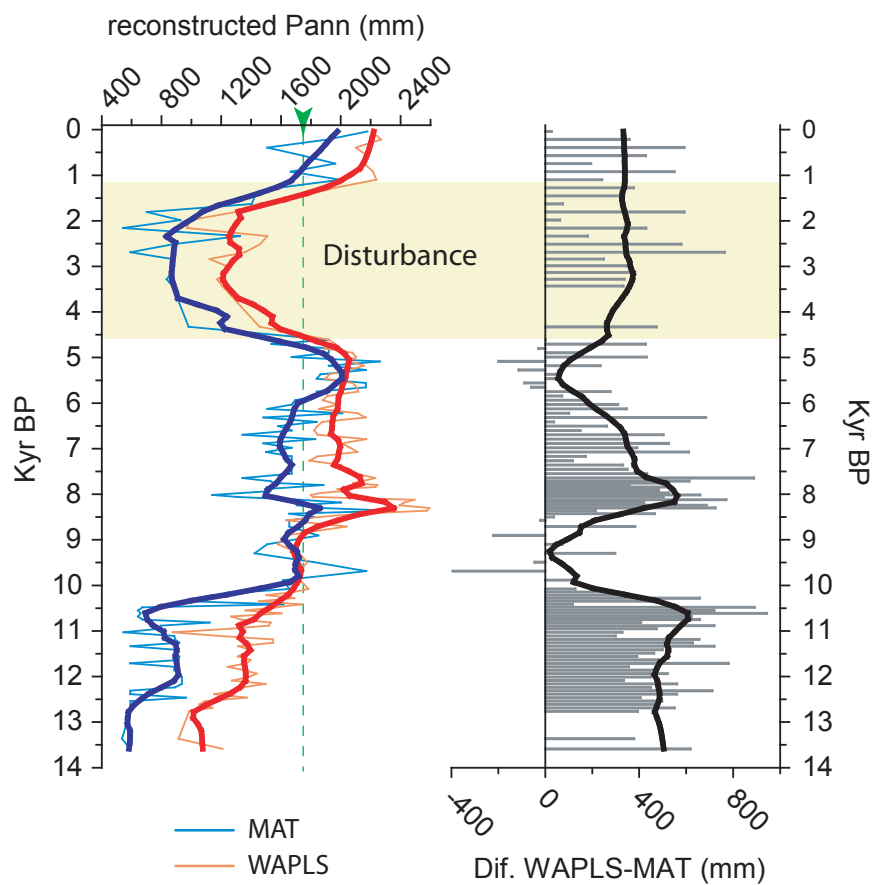 reconstructed Pann (mm)
400 800 1200 1600 2000 2400
0 0
1 1
2 2
Disturbance
3 3
4 4
5 5
6 6
Kyr BP Kyr BP
7 7
8 8
9 9
10 10
11 11
12 12
13 13
14 14
-400 0 400 800
MAT
WAPLS
Dif. WAPLS-MAT (mm)